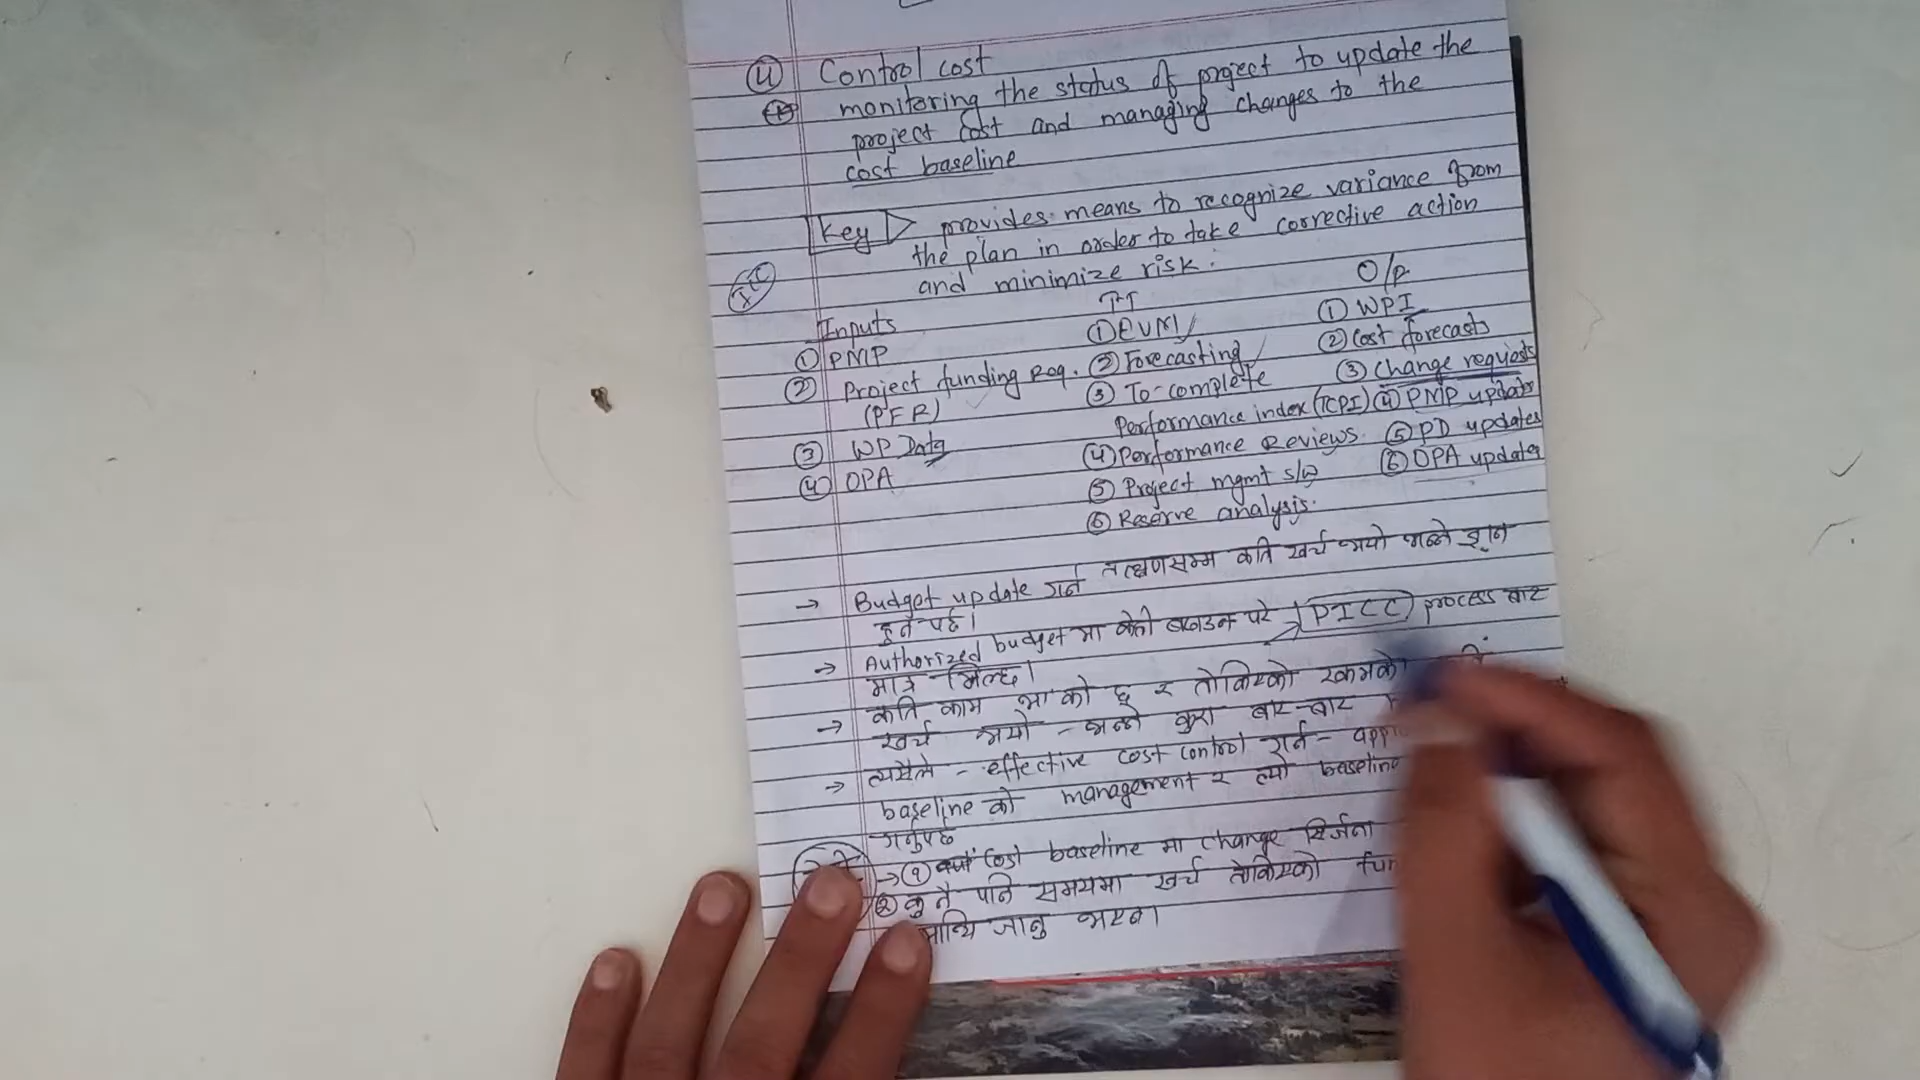 ④ Control cost
monitoring the status of project to update the
project cost and managing changes to the
cost baseline
Key provides means to recognize variance from
the plan in order to take corrective action
and minimize risk.
Inputs TT O/P
① PMP ① EVM ① WPI
② Project funding req. ② Forecasting ② Cost forecasts
(PFR) ③ To-complete ③ change requests
Performance index (TCPI) ④ PMP updates
③ WP Data ④ Performance Reviews ⑤ PD updates
④ OPA ⑤ Project mgmt s/w ⑥ OPA updates
⑥ Reserve analysis.
→ Budget update गर्न तत्क्षणसम्म कति खर्च भयो भन्ने ज्ञान
हुन पर्छ।
→ Authorized budget मा केही बढाउन परे PICC process बाट
मात्र मिल्छ।
→ कति काम भाको छ र तोकिएको रकमको
खर्च भयो - भन्ने कुरा बार-बार
→ त्यसैले - effective cost control गर्न -
baseline को management र त्यो baseline
गर्नुपर्छ
→ ① cost baseline मा change सिर्जना
② कुनै पनि समयमा खर्च तोकिएको
माथि जानु भएन।